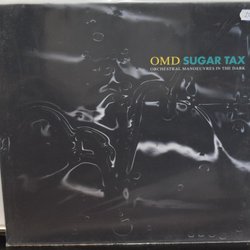 OMD SUGAR TAX
ORCHESTRAL MANOEUVRES IN THE DARK